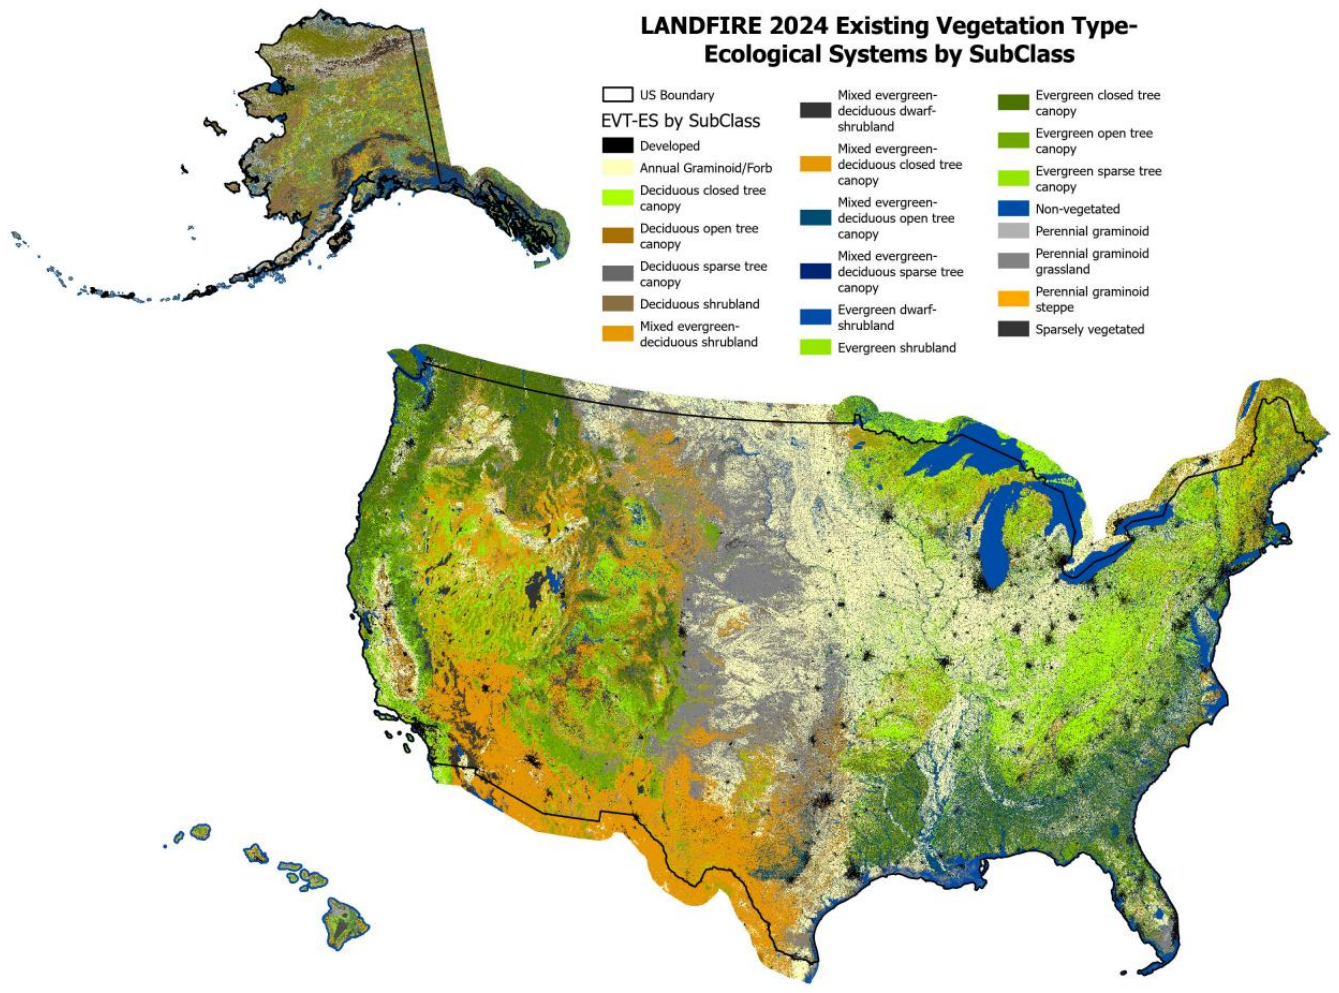 LANDFIRE 2024 Existing Vegetation Type-
Ecological Systems by SubClass
US Boundary
EVT-ES by SubClass
Developed
Annual Graminoid/Forb
Deciduous closed tree
canopy
Deciduous open tree
canopy
Deciduous sparse tree
canopy
Deciduous shrubland
Mixed evergreen-
deciduous shrubland
Mixed evergreen-
deciduous dwarf-
shrubland
Mixed evergreen-
deciduous closed tree
canopy
Mixed evergreen-
deciduous open tree
canopy
Mixed evergreen-
deciduous sparse tree
canopy
Evergreen dwarf-
shrubland
Evergreen shrubland
Evergreen closed tree
canopy
Evergreen open tree
canopy
Evergreen sparse tree
canopy
Non-vegetated
Perennial graminoid
Perennial graminoid
grassland
Perennial graminoid
steppe
Sparsely vegetated